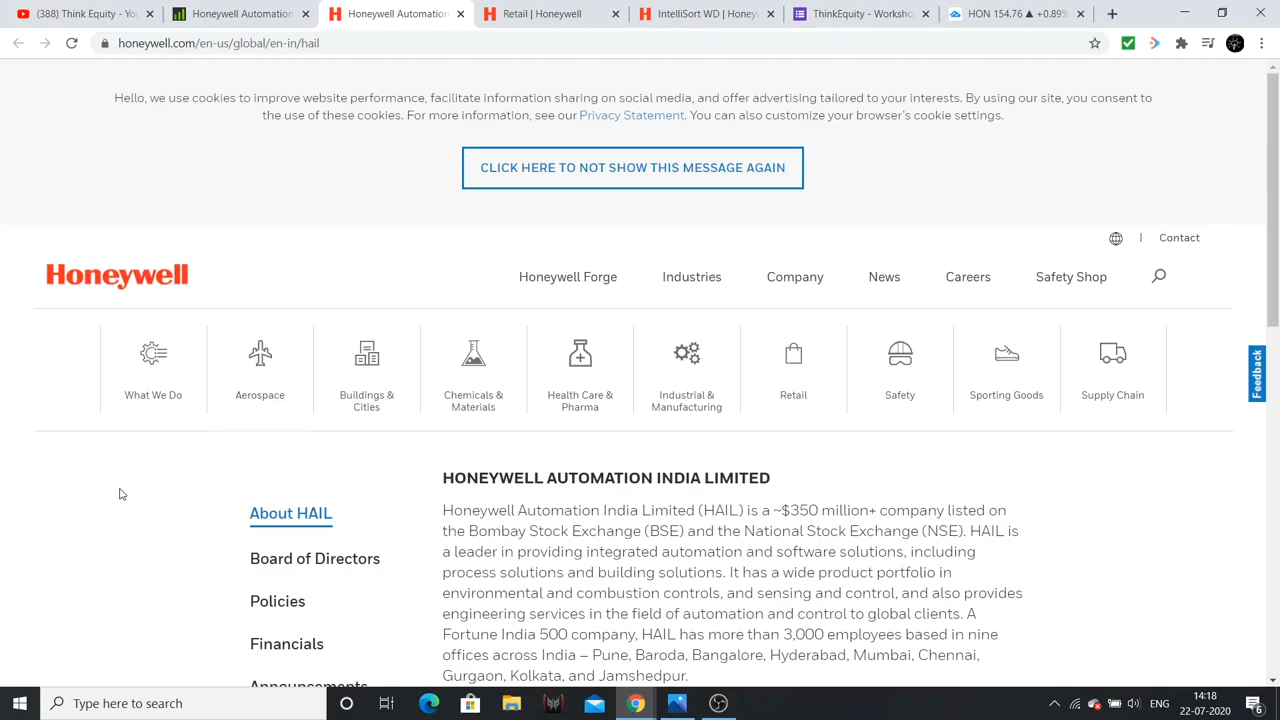 (388) Think Equity - Yo
Honeywell Automation
Honeywell Automation
Retail | Honeywell
IntelliSort WD | Honey
ThinkEquity - Worksho
HON 154.76 ▲ +0.89%
honeywell.com/en-us/global/en-in/hail
Hello, we use cookies to improve website performance, facilitate information sharing on social media, and offer advertising tailored to your interests. By using our site, you consent to
the use of these cookies. For more information, see our Privacy Statement. You can also customize your browser's cookie settings.
CLICK HERE TO NOT SHOW THIS MESSAGE AGAIN
| Contact
Honeywell
Honeywell Forge
Industries
Company
News
Careers
Safety Shop
What We Do
Aerospace
Buildings &
Cities
Chemicals &
Materials
Health Care &
Pharma
Industrial &
Manufacturing
Retail
Safety
Sporting Goods
Supply Chain
Feedback
About HAIL
Board of Directors
Policies
Financials
Announcements
HONEYWELL AUTOMATION INDIA LIMITED
Honeywell Automation India Limited (HAIL) is a ~$350 million+ company listed on
the Bombay Stock Exchange (BSE) and the National Stock Exchange (NSE). HAIL is
a leader in providing integrated automation and software solutions, including
process solutions and building solutions. It has a wide product portfolio in
environmental and combustion controls, and sensing and control, and also provides
engineering services in the field of automation and control to global clients. A
Fortune India 500 company, HAIL has more than 3,000 employees based in nine
offices across India – Pune, Baroda, Bangalore, Hyderabad, Mumbai, Chennai,
Gurgaon, Kolkata, and Jamshedpur.
Type here to search
ENG
14:18
22-07-2020
6